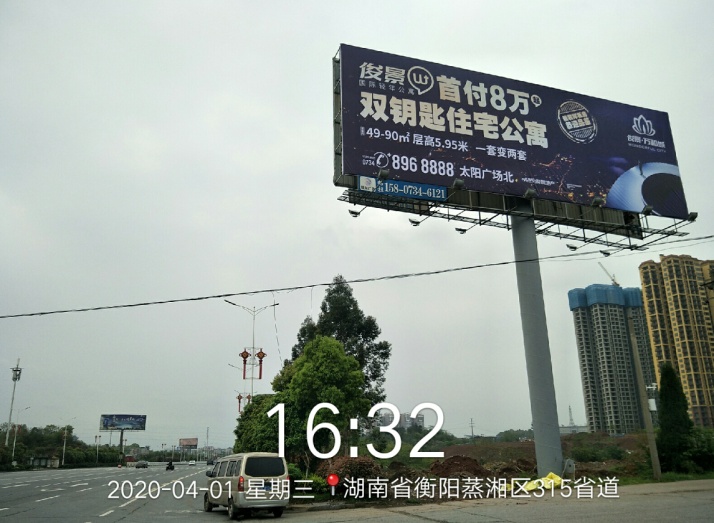 俊景
国际轻年公寓
首付8万
双钥匙住宅公寓
49-90㎡ 层高5.95米 一套变两套
0734 896 8888 太阳广场北
158-0734-6121
16:32
2020-04-01 星期三 湖南省衡阳蒸湘区315省道